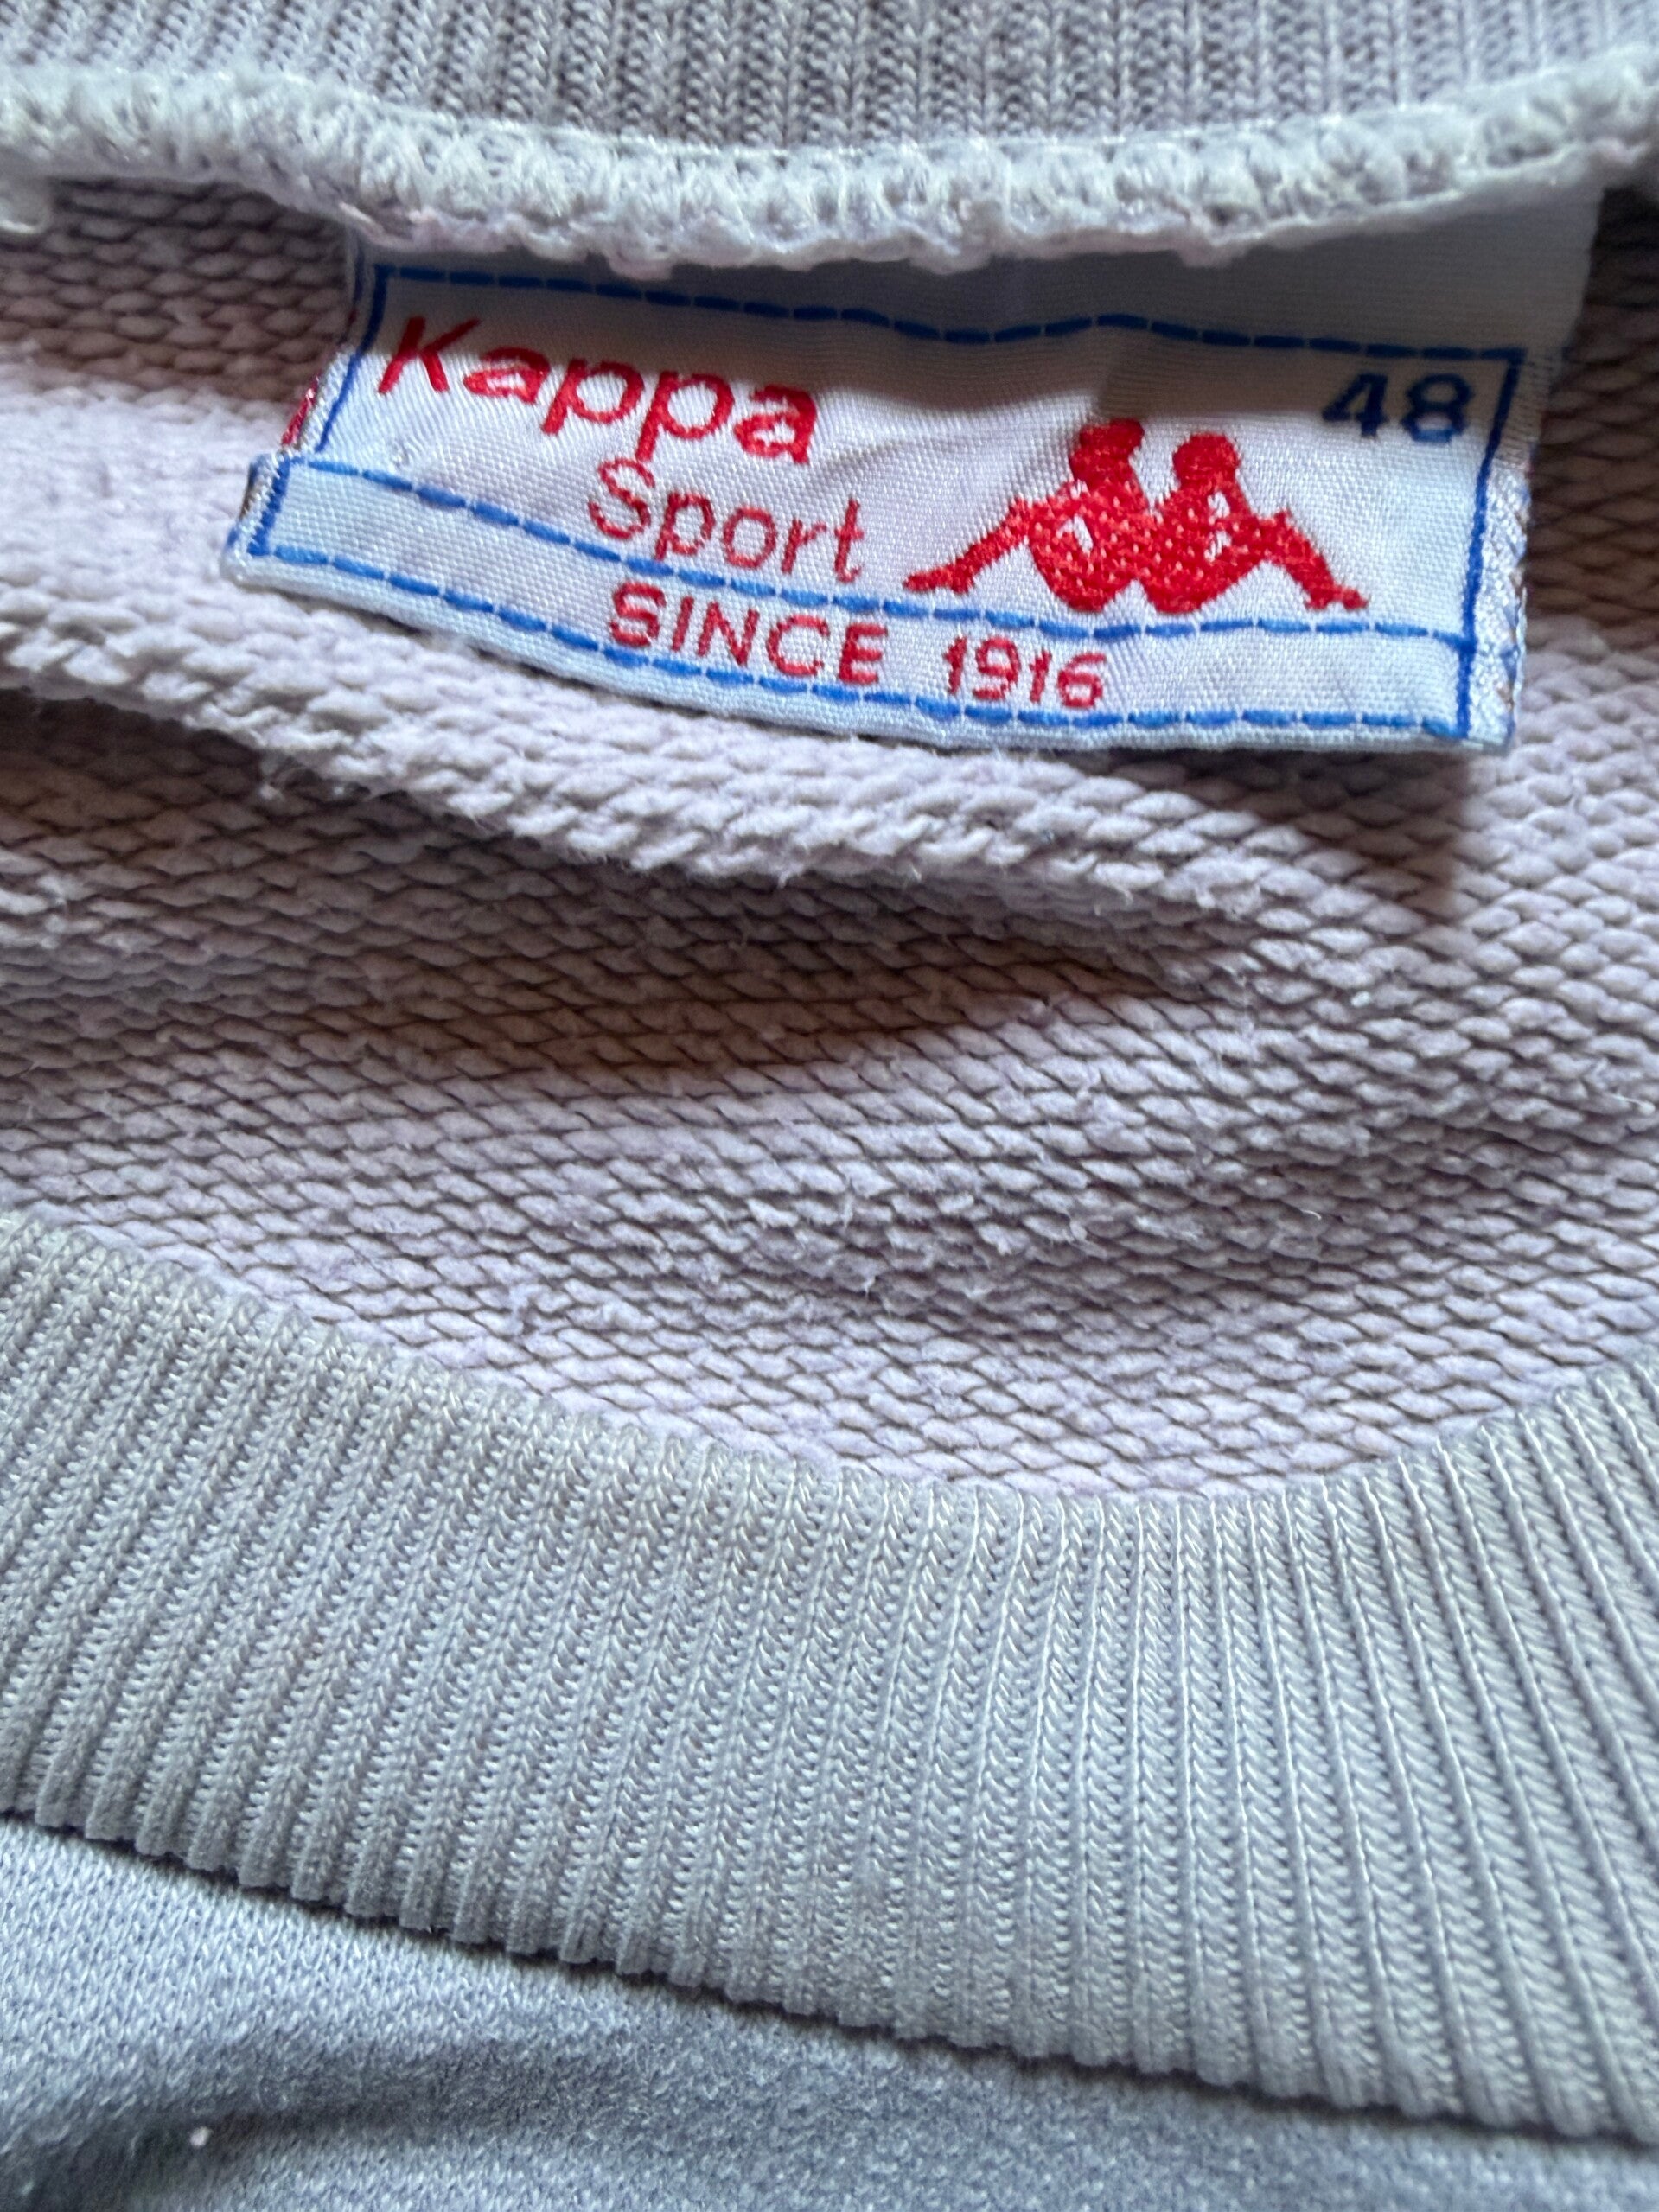 Kappa 48
Sport
SINCE 1916